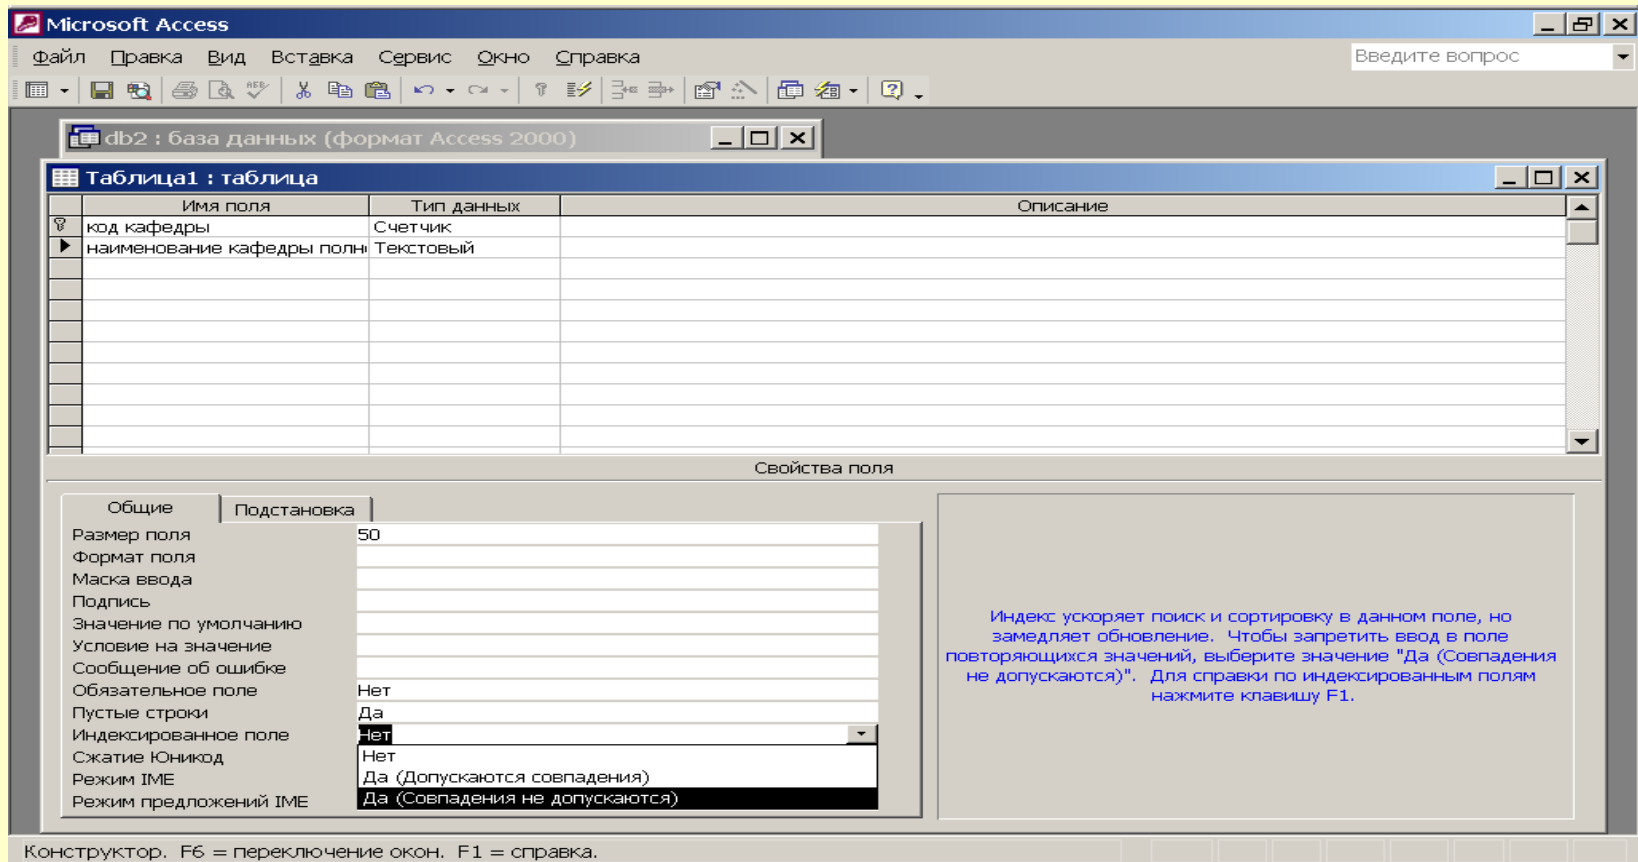 Microsoft Access
Файл Правка Вид Вставка Сервис Окно Справка Введите вопрос
db2 : база данных (формат Access 2000)
Таблица1 : таблица
Имя поля Тип данных Описание
код кафедры Счетчик
наименование кафедры полн Текстовый
Свойства поля
Общие Подстановка
Размер поля 50
Формат поля
Маска ввода
Подпись
Значение по умолчанию
Условие на значение
Сообщение об ошибке
Обязательное поле Нет
Пустые строки Да
Индексированное поле Нет
Сжатие Юникод Нет
Режим IME Да (Допускаются совпадения)
Режим предложений IME Да (Совпадения не допускаются)
Индекс ускоряет поиск и сортировку в данном поле, но
замедляет обновление. Чтобы запретить ввод в поле
повторяющихся значений, выберите значение "Да (Совпадения
не допускаются)". Для справки по индексированным полям
нажмите клавишу F1.
Конструктор. F6 = переключение окон. F1 = справка.